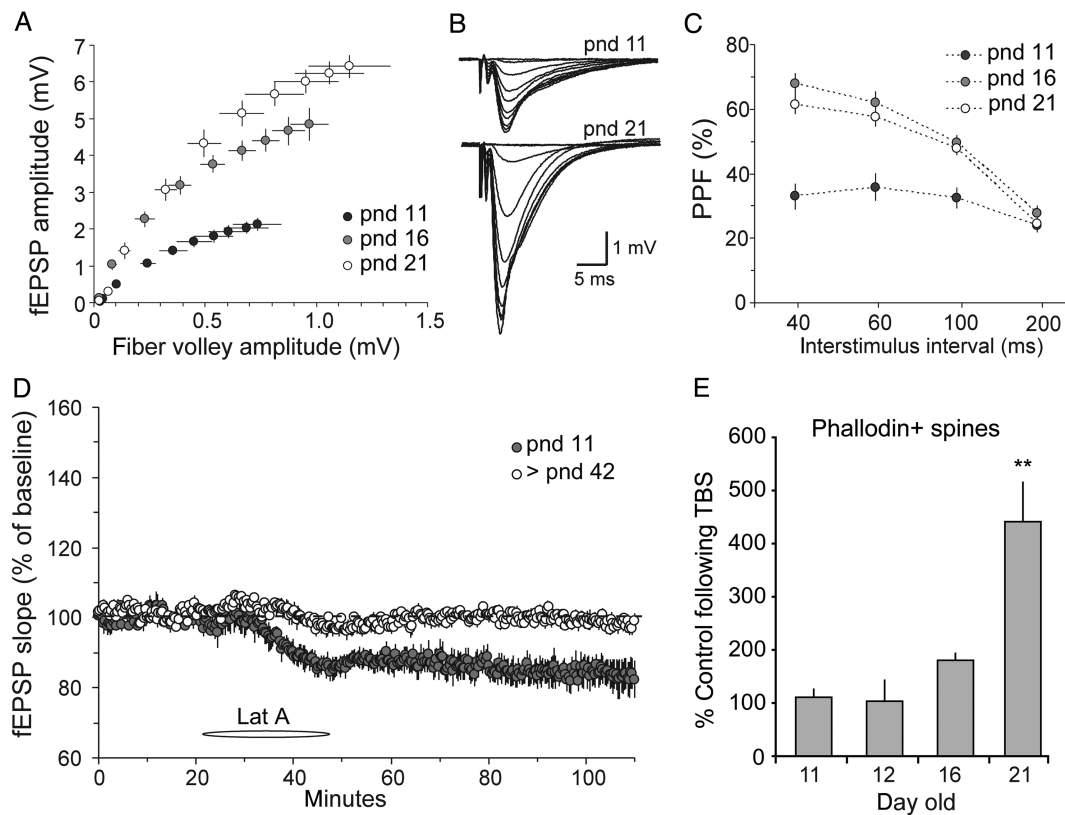 A
fEPSP amplitude (mV)
7
6
5
4
3
2
1
0
0 0.5 1.0 1.5
Fiber volley amplitude (mV)
pnd 11
pnd 16
pnd 21
B
pnd 11
pnd 21
1 mV
5 ms
C
pnd 11
pnd 16
pnd 21
PPF (%)
80
60
40
20
0
40 60 100 200
Interstimulus interval (ms)
D
fEPSP slope (% of baseline)
160
140
120
100
80
60
pnd 11
> pnd 42
Lat A
0 20 40 60 80 100
Minutes
E
Phallodin+ spines
% Control following TBS
600
500
400
300
200
100
0
**
11 12 16 21
Day old